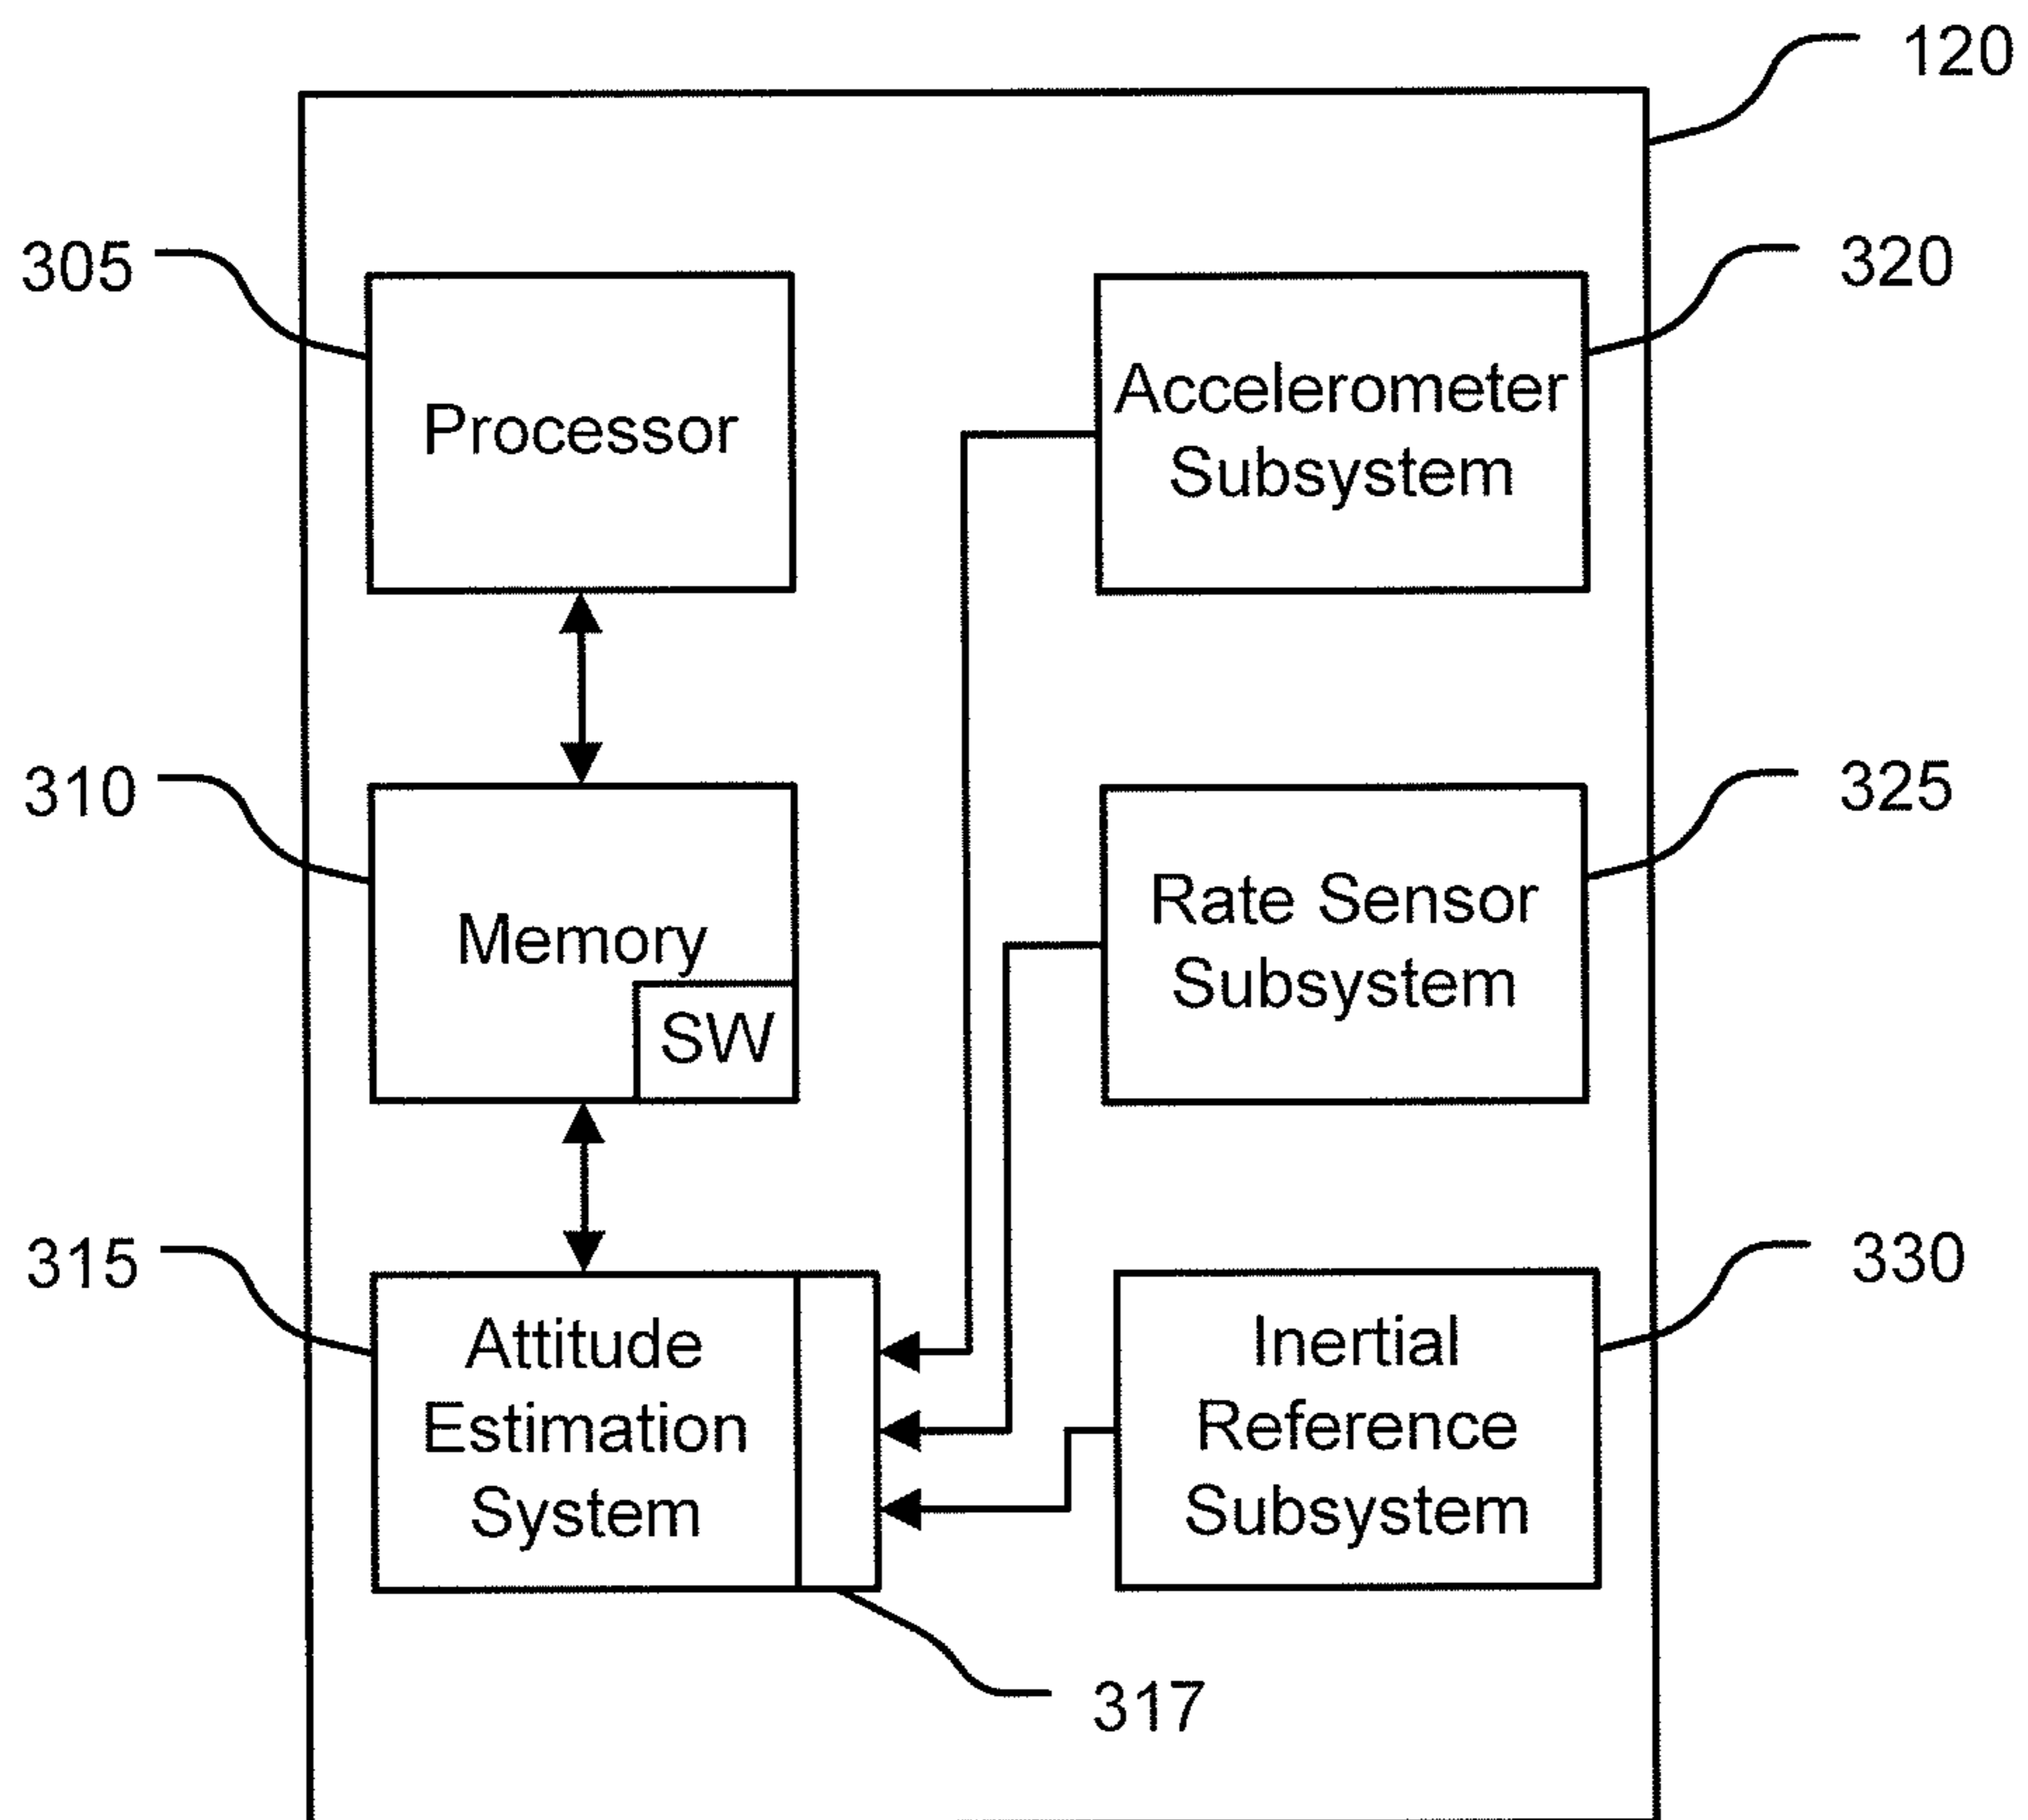 120
305
320
Processor
Accelerometer
Subsystem
310
325
Memory
SW
Rate Sensor
Subsystem
315
330
Attitude
Estimation
System
Inertial
Reference
Subsystem
317